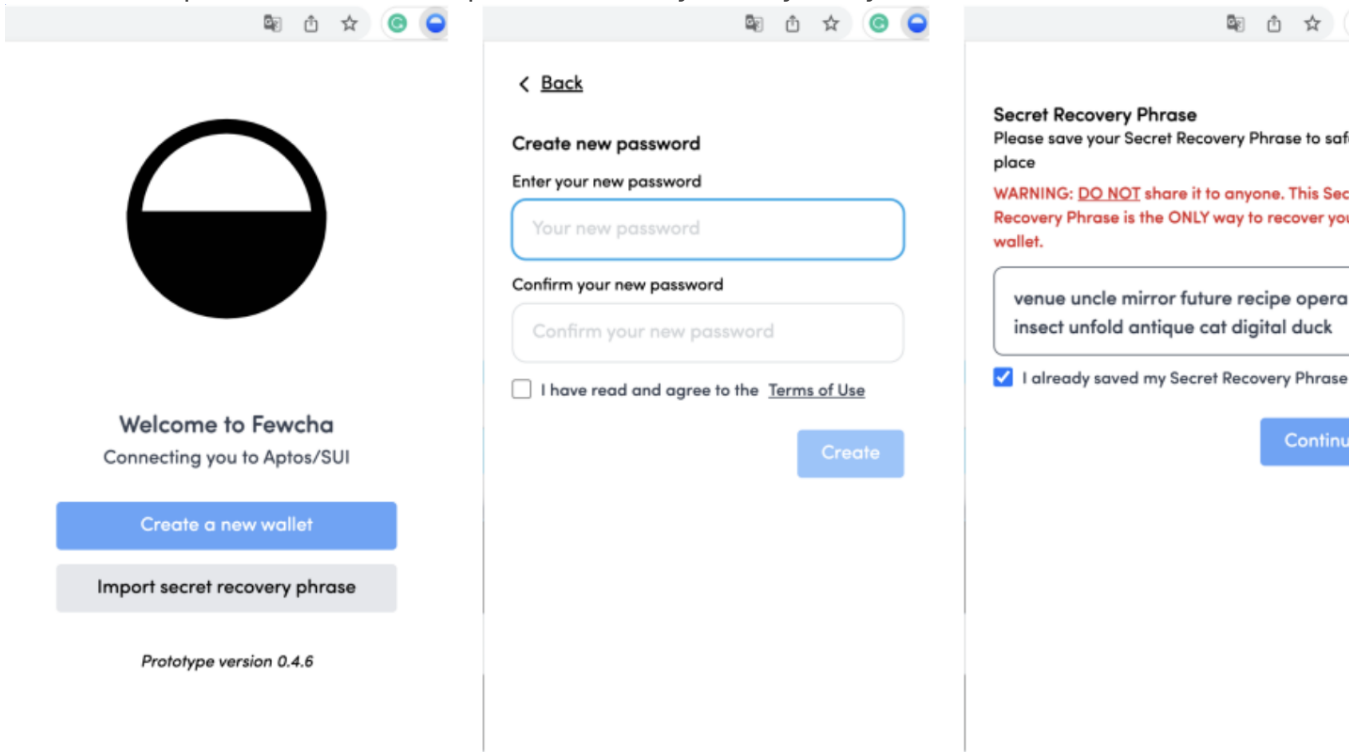 Welcome to Fewcha
Connecting you to Aptos/SUI
Create a new wallet
Import secret recovery phrase
Prototype version 0.4.6
Back
Create new password
Enter your new password
Your new password
Confirm your new password
Confirm your new password
I have read and agree to the Terms of Use
Create
Secret Recovery Phrase
Please save your Secret Recovery Phrase to
place
WARNING: DO NOT share it to anyone. This
Recovery Phrase is the ONLY way to recover
wallet.
venue uncle mirror future recipe opera
insect unfold antique cat digital duck
I already saved my Secret Recovery Phrase